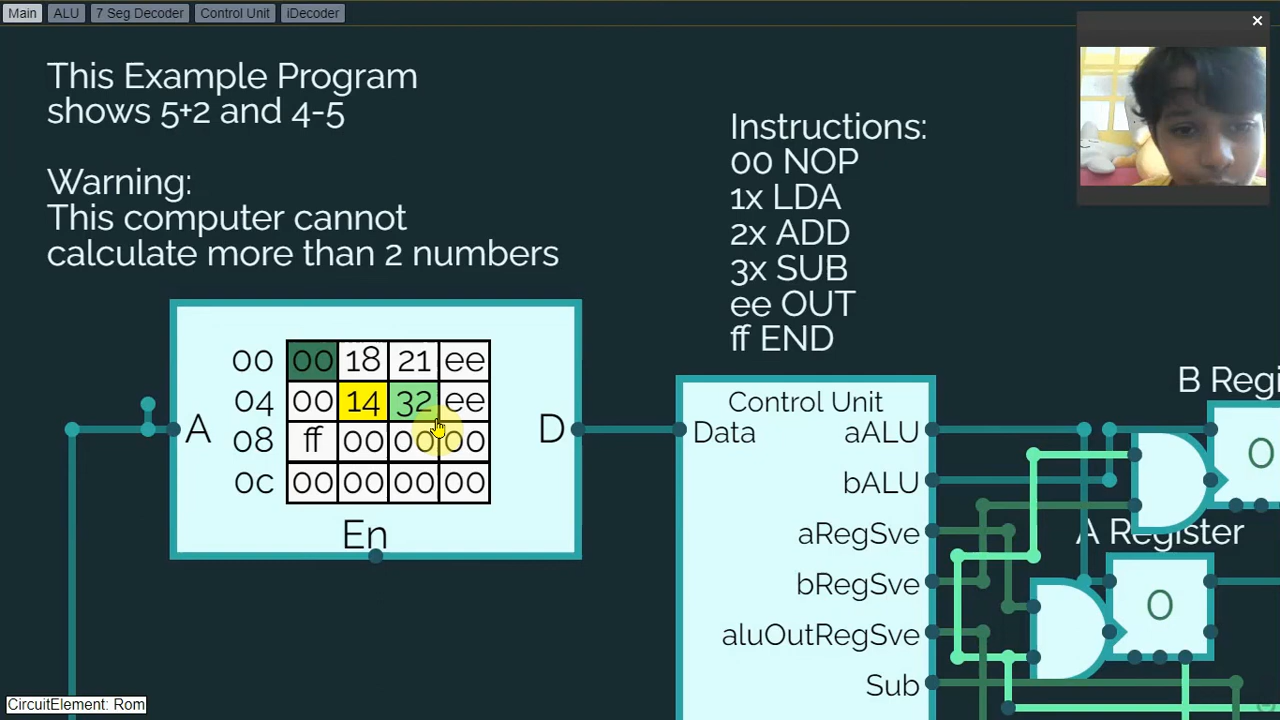 Main ALU 7 Seg Decoder Control Unit iDecoder
×
This Example Program
shows 5+2 and 4-5
Warning:
This computer cannot
calculate more than 2 numbers
Instructions:
00 NOP
1x LDA
2x ADD
3x SUB
ee OUT
ff END
00 00 18 21 ee
04 00 14 32 ee
08 ff 00 00 00
0c 00 00 00 00
A
D
En
Control Unit
Data aALU
bALU
aRegSve
bRegSve
aluOutRegSve
Sub
B Regi
0
A Register
0
CircuitElement: Rom